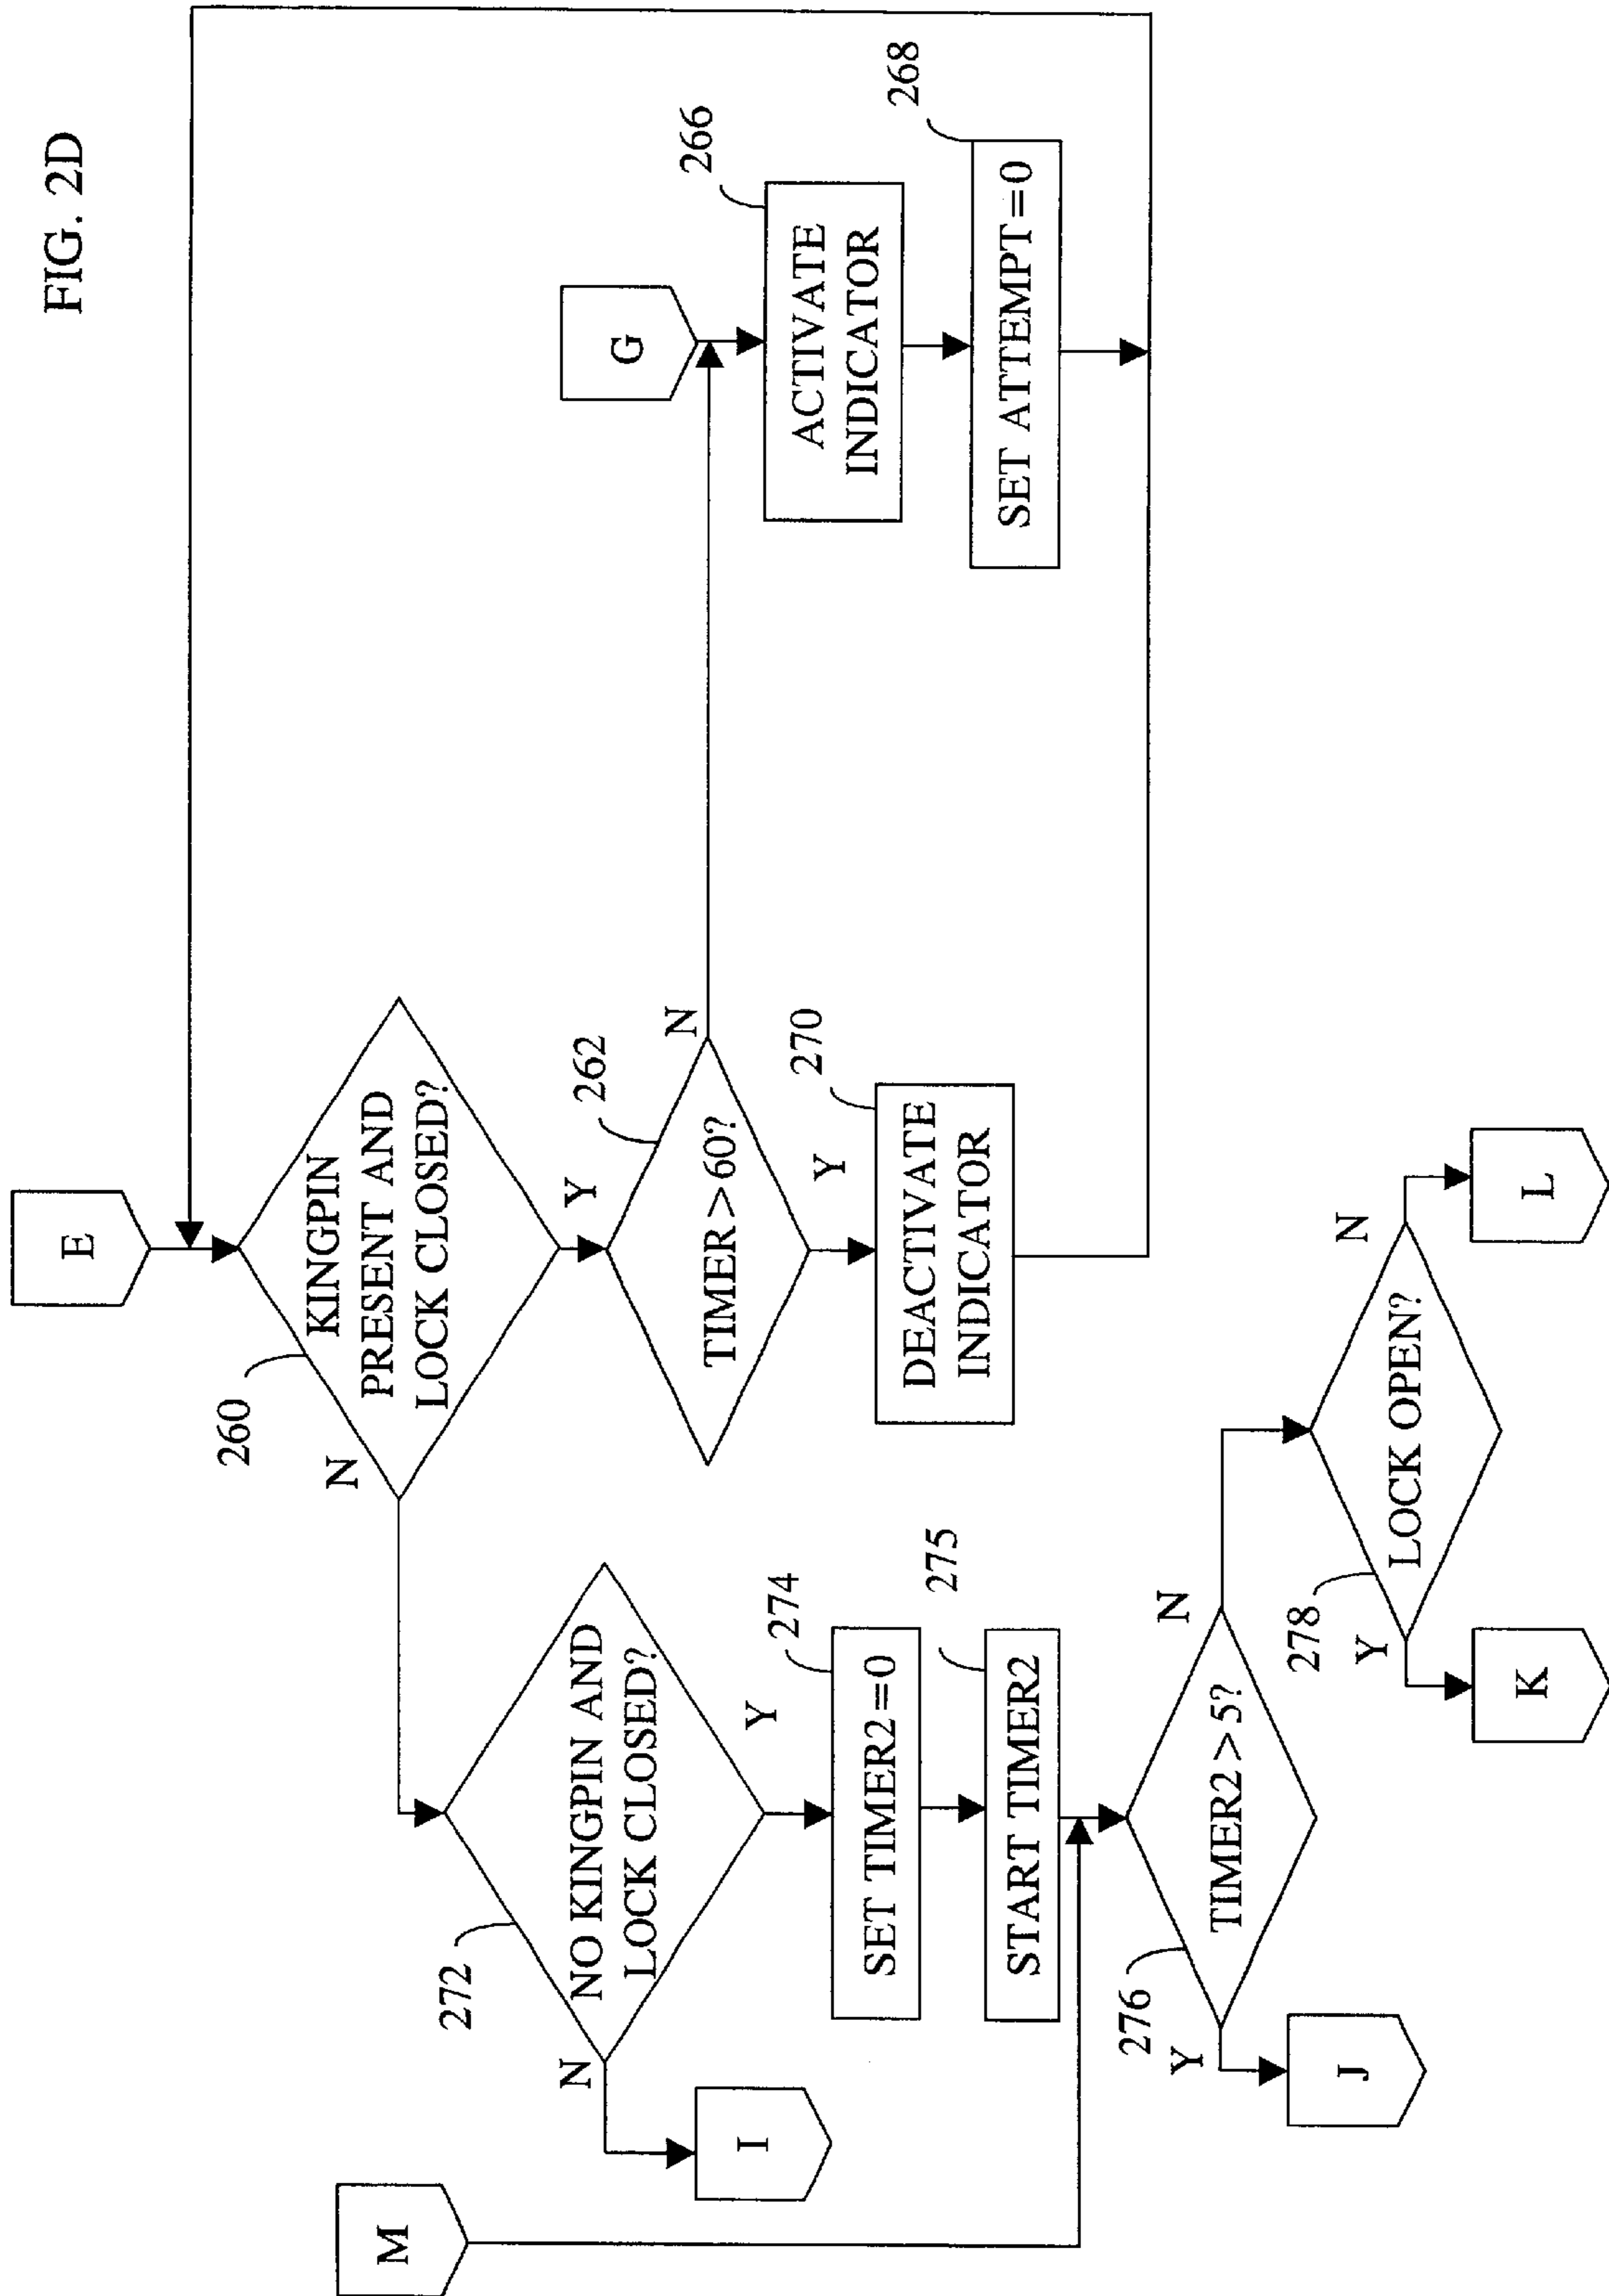 FIG. 2D
E
260
KINGPIN
PRESENT AND
LOCK CLOSED?
N
Y
262
TIMER>60?
N
Y
G
266
ACTIVATE
INDICATOR
268
SET ATTEMPT=0
270
DEACTIVATE
INDICATOR
272
NO KINGPIN AND
LOCK CLOSED?
N
Y
I
M
274
SET TIMER2=0
275
START TIMER2
276
TIMER2>5?
Y
N
J
278
LOCK OPEN?
Y
N
K
L